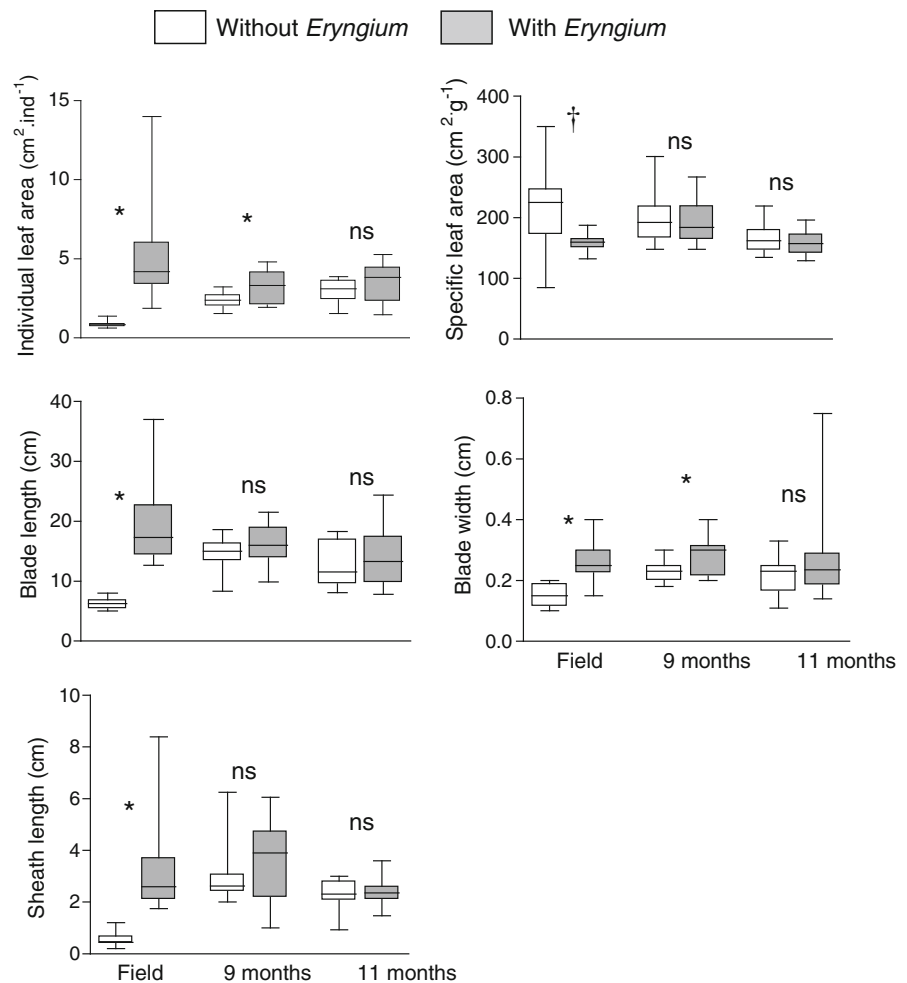 Without Eryngium With Eryngium
Individual leaf area (cm².ind⁻¹)
15
10
5
0
*
*
ns
Specific leaf area (cm²·g⁻¹)
400
300
200
100
0
†
ns
ns
Blade length (cm)
40
30
20
10
0
*
ns
ns
Blade width (cm)
0.8
0.6
0.4
0.2
0.0
*
*
ns
Field 9 months 11 months
Sheath length (cm)
10
8
6
4
2
0
*
ns
ns
Field 9 months 11 months